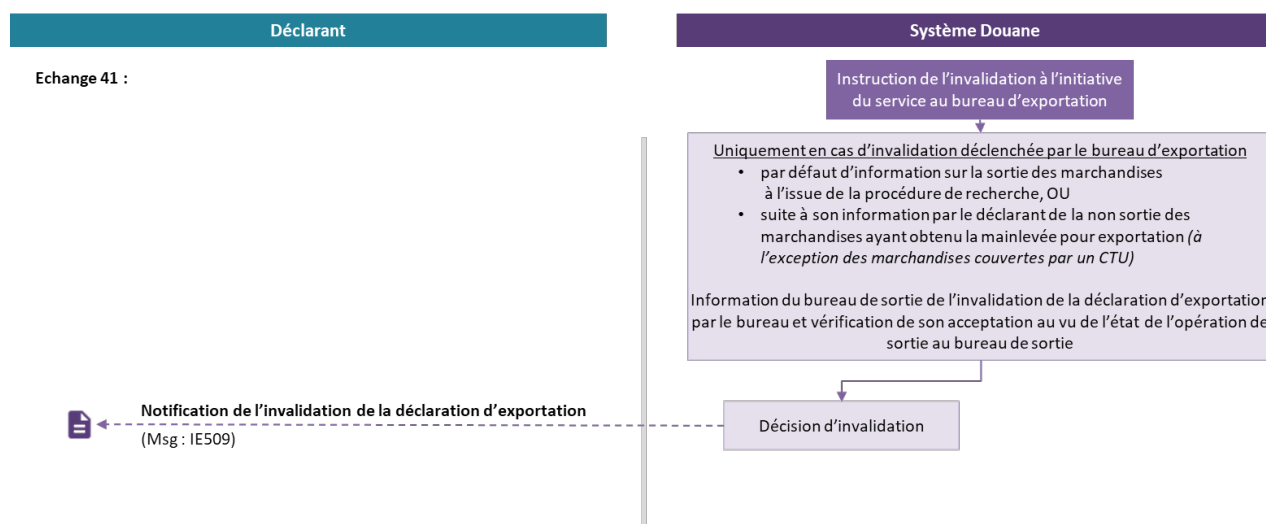 Déclarant
Système Douane
Echange 41 :
Instruction de l’invalidation à l’initiative
du service au bureau d’exportation
Uniquement en cas d’invalidation déclenchée par le bureau d’exportation
• par défaut d’information sur la sortie des marchandises
à l’issue de la procédure de recherche, OU
• suite à son information par le déclarant de la non sortie des
marchandises ayant obtenu la mainlevée pour exportation (à
l’exception des marchandises couvertes par un CTU)
Information du bureau de sortie de l’invalidation de la déclaration d’exportation
par le bureau et vérification de son acceptation au vu de l’état de l’opération de
sortie au bureau de sortie
Notification de l’invalidation de la déclaration d’exportation
(Msg : IE509)
Décision d’invalidation